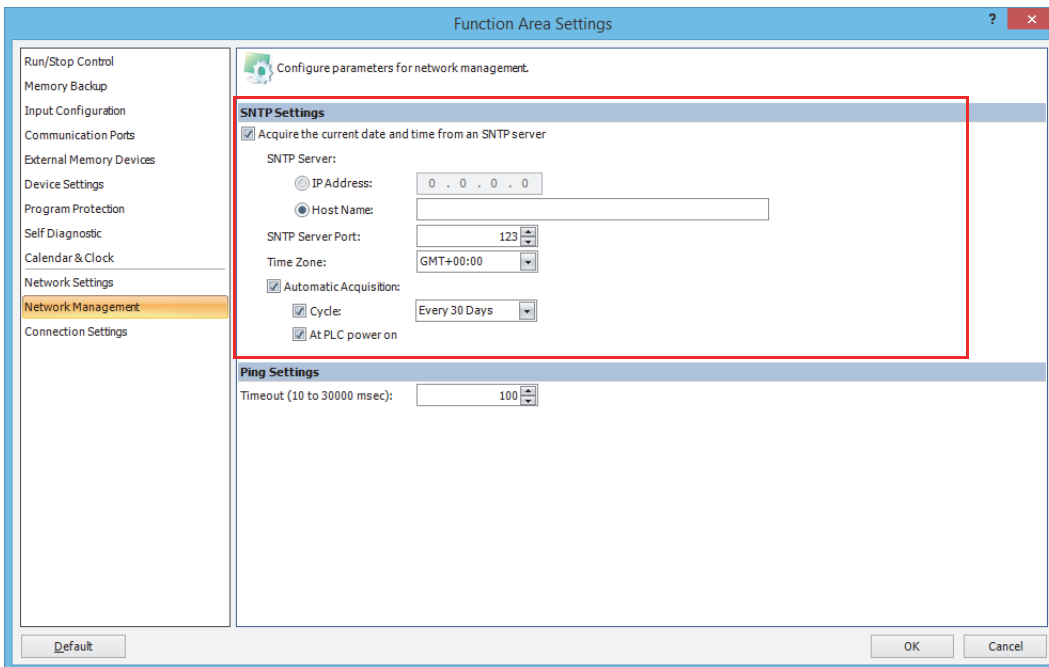 Function Area Settings
?
Run/Stop Control
Memory Backup
Input Configuration
Communication Ports
External Memory Devices
Device Settings
Program Protection
Self Diagnostic
Calendar & Clock
Network Settings
Network Management
Connection Settings
Configure parameters for network management.
SNTP Settings
Acquire the current date and time from an SNTP server
SNTP Server:
IP Address: 0 . 0 . 0 . 0
Host Name:
SNTP Server Port: 123
Time Zone: GMT+00:00
Automatic Acquisition:
Cycle: Every 30 Days
At PLC power on
Ping Settings
Timeout (10 to 30000 msec): 100
Default
OK
Cancel